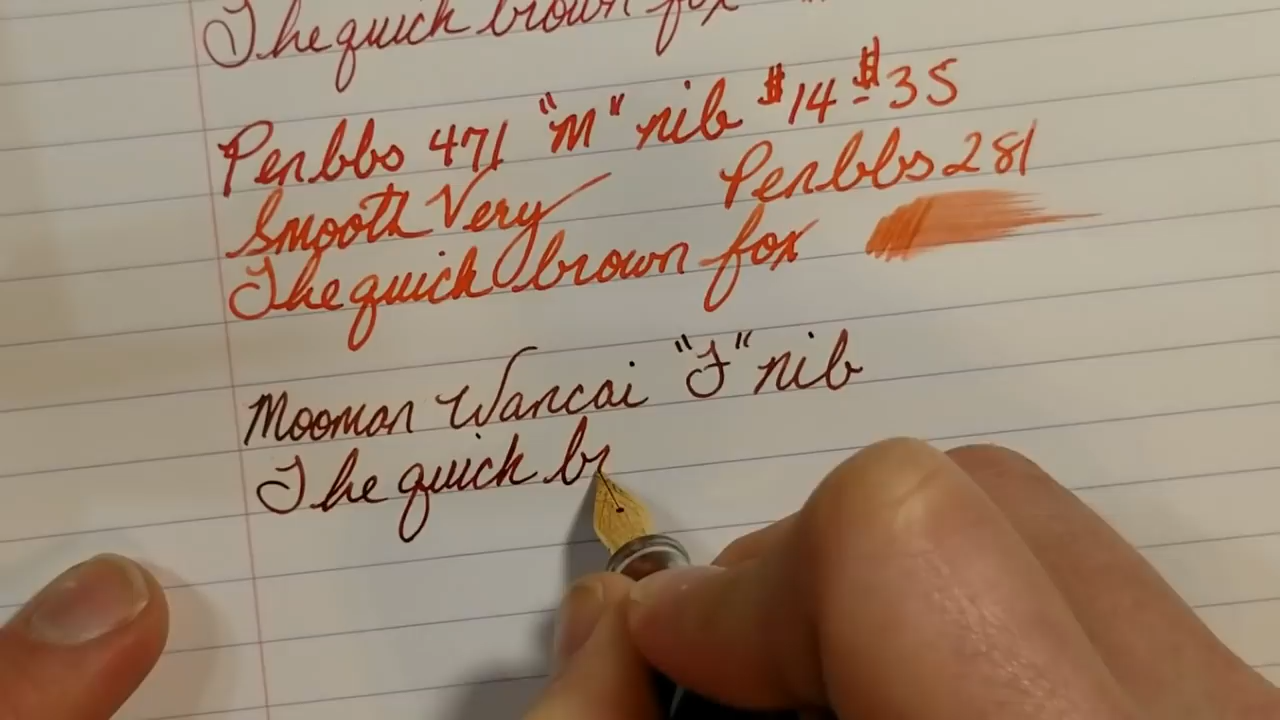 The quick brown fox
Penbbs 471 "M" nib $14-$35
Smooth Very Penbbs 281
The quick brown fox
Moonman Wancai "F" nib
The quick br